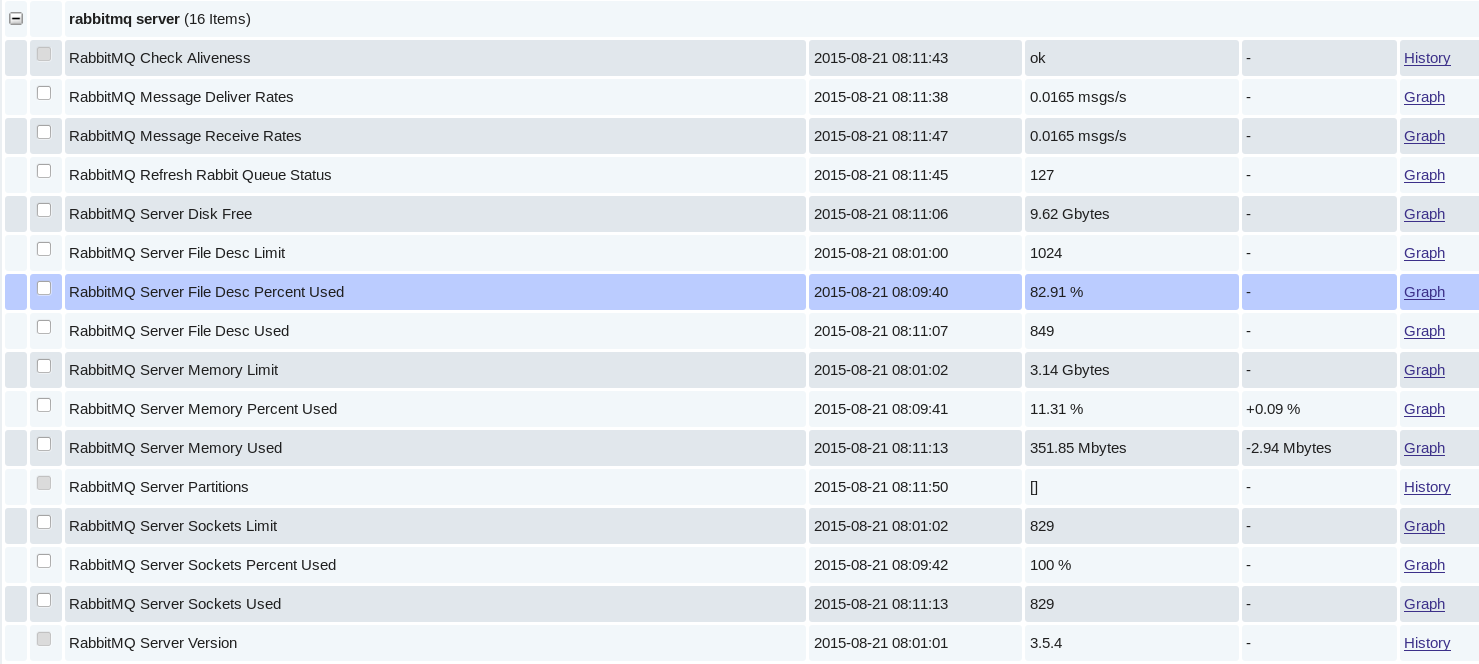 rabbitmq server (16 Items)
RabbitMQ Check Aliveness 2015-08-21 08:11:43 ok - History
RabbitMQ Message Deliver Rates 2015-08-21 08:11:38 0.0165 msgs/s - Graph
RabbitMQ Message Receive Rates 2015-08-21 08:11:47 0.0165 msgs/s - Graph
RabbitMQ Refresh Rabbit Queue Status 2015-08-21 08:11:45 127 - Graph
RabbitMQ Server Disk Free 2015-08-21 08:11:06 9.62 Gbytes - Graph
RabbitMQ Server File Desc Limit 2015-08-21 08:01:00 1024 - Graph
RabbitMQ Server File Desc Percent Used 2015-08-21 08:09:40 82.91 % - Graph
RabbitMQ Server File Desc Used 2015-08-21 08:11:07 849 - Graph
RabbitMQ Server Memory Limit 2015-08-21 08:01:02 3.14 Gbytes - Graph
RabbitMQ Server Memory Percent Used 2015-08-21 08:09:41 11.31 % +0.09 % Graph
RabbitMQ Server Memory Used 2015-08-21 08:11:13 351.85 Mbytes -2.94 Mbytes Graph
RabbitMQ Server Partitions 2015-08-21 08:11:50 [] - History
RabbitMQ Server Sockets Limit 2015-08-21 08:01:02 829 - Graph
RabbitMQ Server Sockets Percent Used 2015-08-21 08:09:42 100 % - Graph
RabbitMQ Server Sockets Used 2015-08-21 08:11:13 829 - Graph
RabbitMq Server Version 2015-08-21 08:01:01 3.5.4 - History